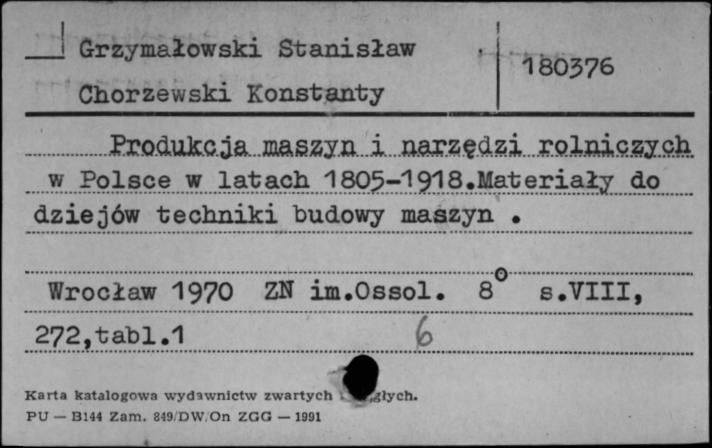 Grzymałowski Stanisław
180376
Chorzewski Konstanty
Produkcja maszyn i narzędzi rolniczych
w Polsce w latach 1805-1918.Materiały do
dziejów techniki budowy maszyn .
Wrocław 1970 ZN im.Ossol. 8° s.VIII,
272,tabl.1 6
Karta katalogowa wydawnictw zwartych
PU — B144 Zam. 849/DW/On ZGG — 1991